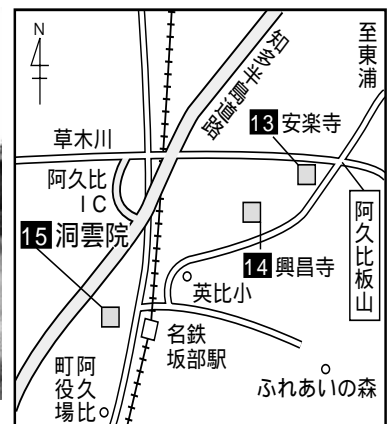 N
至東浦
知多半島道路
13 安楽寺
草木川
阿久比
IC
15 洞雲院
14 興昌寺
阿久比板山
英比小
名鉄
坂部駅
阿久比
町役場
ふれあいの森